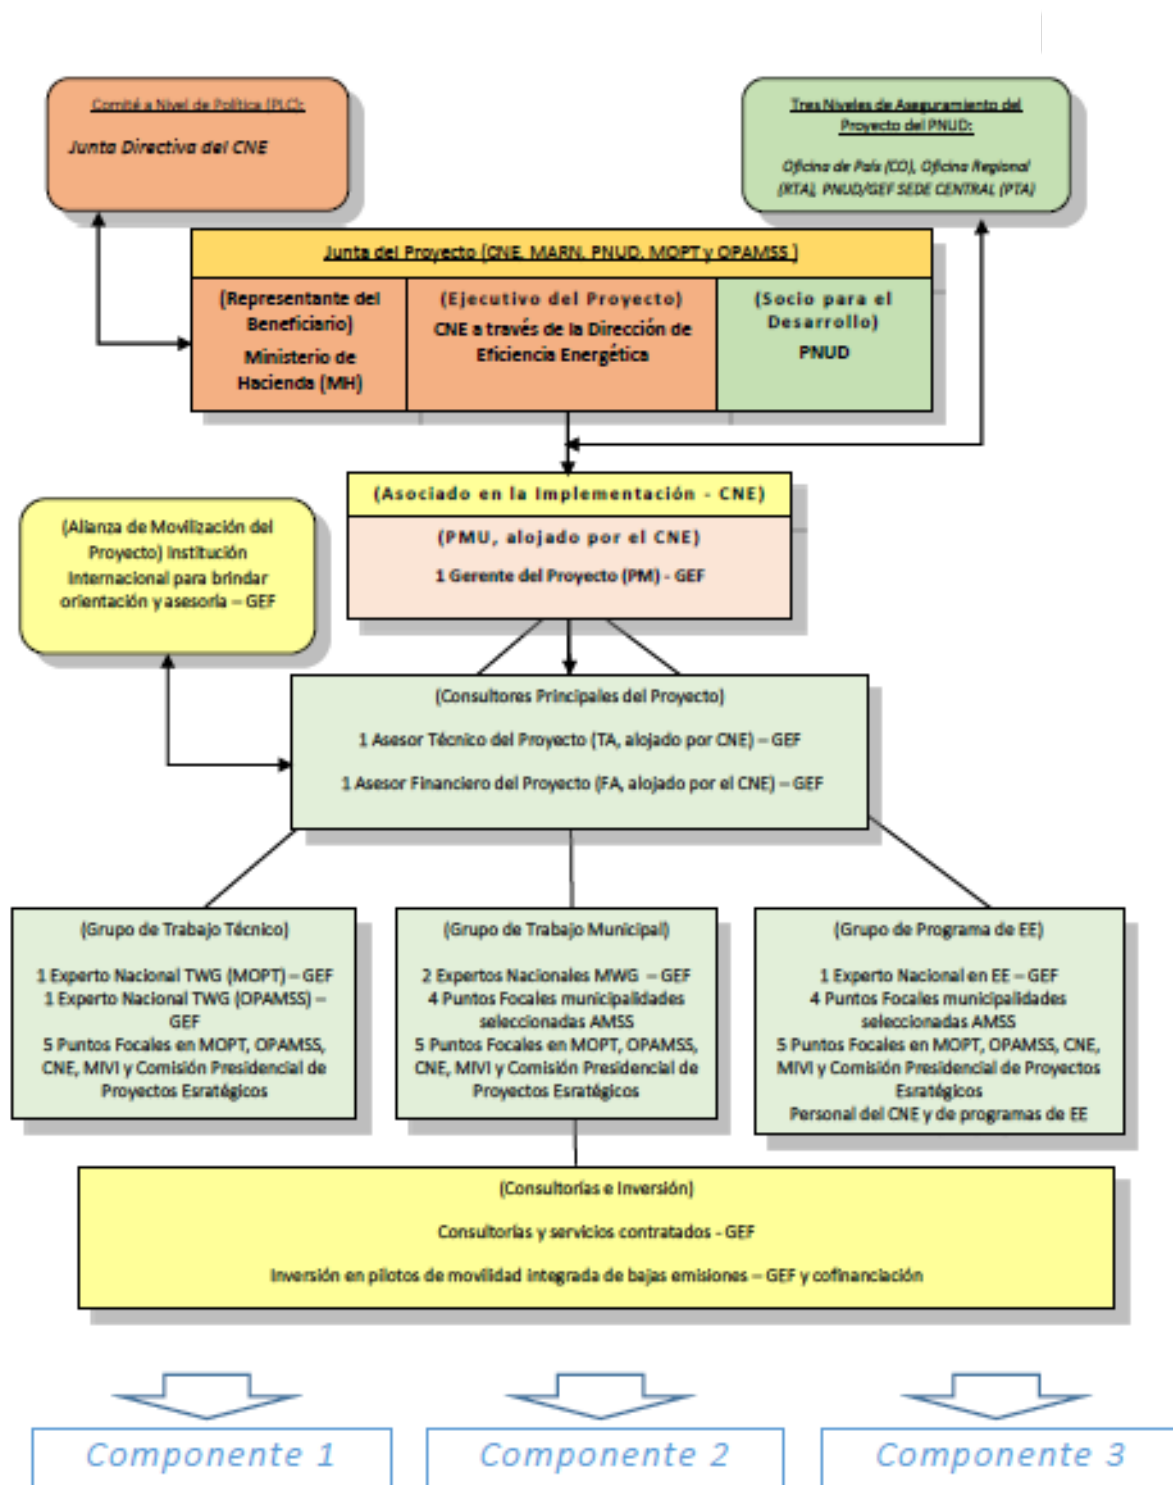 Comité a Nivel de Política (PLC):
Junta Directiva del CNE
Tres Niveles de Aseguramiento del
Proyecto del PNUD:
Oficina de País (CO), Oficina Regional
(RTA), PNUD/GEF SEDE CENTRAL (PTA)
Junta del Proyecto (CNE, MARN, PNUD, MOPT y OPAMSS )
(Representante del
Beneficiario)
Ministerio de
Hacienda (MH)
(Ejecutivo del Proyecto)
CNE a través de la Dirección de
Eficiencia Energética
(Socio para el
Desarrollo)
PNUD
(Asociado en la Implementación - CNE)
(PMU, alojado por el CNE)
1 Gerente del Proyecto (PM) - GEF
(Alianza de Movilización del
Proyecto) Institución
Internacional para brindar
orientación y asesoría – GEF
(Consultores Principales del Proyecto)
1 Asesor Técnico del Proyecto (TA, alojado por CNE) – GEF
1 Asesor Financiero del Proyecto (FA, alojado por el CNE) – GEF
(Grupo de Trabajo Técnico)
1 Experto Nacional TWG (MOPT) – GEF
1 Experto Nacional TWG (OPAMSS) –
GEF
5 Puntos Focales en MOPT, OPAMSS,
CNE, MIVI y Comisión Presidencial de
Proyectos Esratégicos
(Grupo de Trabajo Municipal)
2 Expertos Nacionales MWG – GEF
4 Puntos Focales municipalidades
seleccionadas AMSS
5 Puntos Focales en MOPT, OPAMSS,
CNE, MIVI y Comisión Presidencial de
Proyectos Esratégicos
(Grupo de Programa de EE)
1 Experto Nacional en EE – GEF
4 Puntos Focales municipalidades
seleccionadas AMSS
5 Puntos Focales en MOPT, OPAMSS, CNE,
MIVI y Comisión Presidencial de Proyectos
Esratégicos
Personal del CNE y de programas de EE
(Consultorías e Inversión)
Consultorías y servicios contratados - GEF
Inversión en pilotos de movilidad integrada de bajas emisiones – GEF y cofinanciación
Componente 1
Componente 2
Componente 3